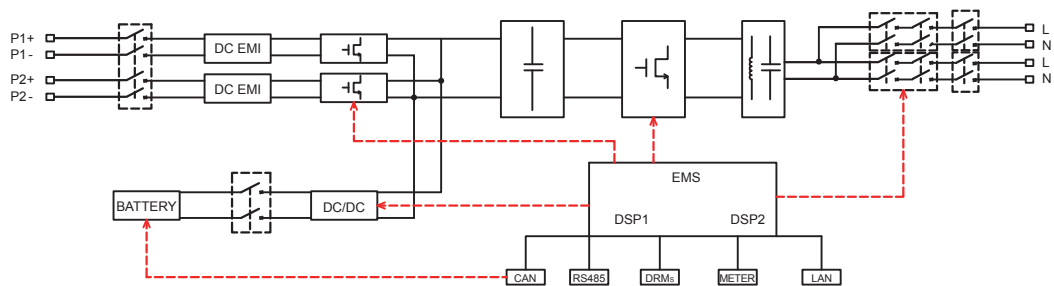 P1+
P1-
P2+
P2-
DC EMI
DC EMI
L
N
L
N
BATTERY
DC/DC
EMS
DSP1 DSP2
CAN RS485 DRMs METER LAN